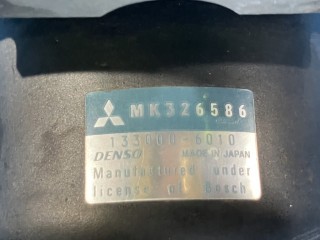 MK326586
133000-6010
DENSO MADE IN JAPAN
Manufactured under
license of Bosch.